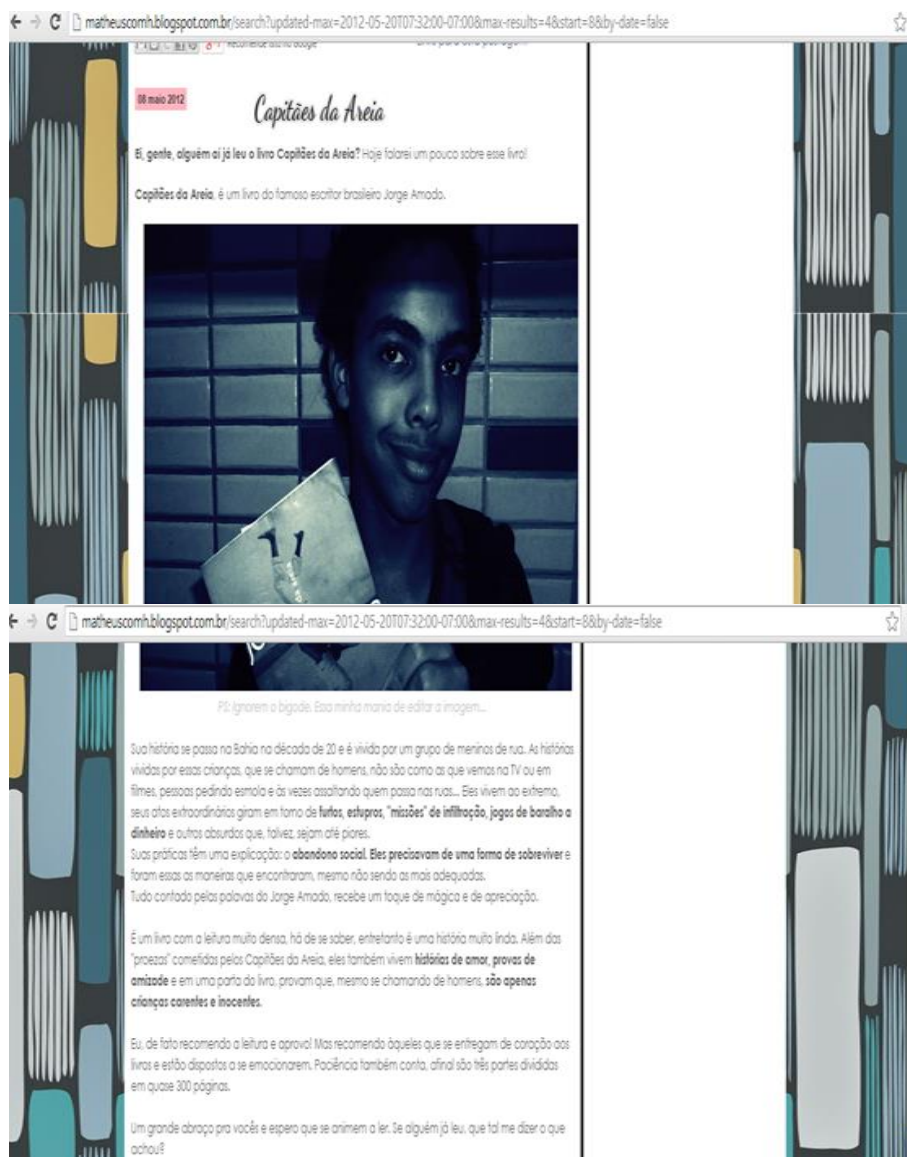 matheuscomh.blogspot.com.br/search?updated-max=2012-05-20T07:32:00-07:00&max-results=4&start=8&by-date=false
Recomende isto no Google
08 maio 2012
Capitães da Areia
Ei, gente, alguém aí já leu o livro Capitães da Areia? Hoje falarei um pouco sobre esse livro!
Capitães da Areia, é um livro do famoso escritor brasileiro Jorge Amado.
matheuscomh.blogspot.com.br/search?updated-max=2012-05-20T07:32:00-07:00&max-results=4&start=8&by-date=false
PS: Ignorem o bigode. Essa minha mania de editar a imagem...
Sua história se passa na Bahia na década de 20 e é vivida por um grupo de meninos de rua. As histórias
vividas por essas crianças, que se chamam de homens, não são como as que vemos na TV ou em
filmes, pessoas pedindo esmola e às vezes assaltando quem passa nas ruas... Eles vivem ao extremo,
seus atos extraordinários giram em torno de furtos, estupros, "missões" de infiltração, jogos de baralho a
dinheiro e outros absurdos que, talvez, sejam até piores.
Suas práticas têm uma explicação: o abandono social. Eles precisavam de uma forma de sobreviver e
foram essas as maneiras que encontraram, mesmo não sendo as mais adequadas.
Tudo contado pelas palavas do Jorge Amado, recebe um toque de mágica e de apreciação.
É um livro com a leitura muito densa, há de se saber, entretanto é uma história muito linda. Além das
"proezas" cometidas pelos Capitães da Areia, eles também vivem histórias de amor, provas de
amizade e em uma parta do livro, provam que, mesmo se chamando de homens, são apenas
crianças carentes e inocentes.
Eu, de fato recomendo a leitura e aprovo! Mas recomendo àqueles que se entregam de coração aos
livros e estão dispostos a se emocionarem. Paciência também conta, afinal são três partes divididas
em quase 300 páginas.
Um grande abraço pra vocês e espero que se animem a ler. Se alguém já leu, que tal me dizer o que
achou?